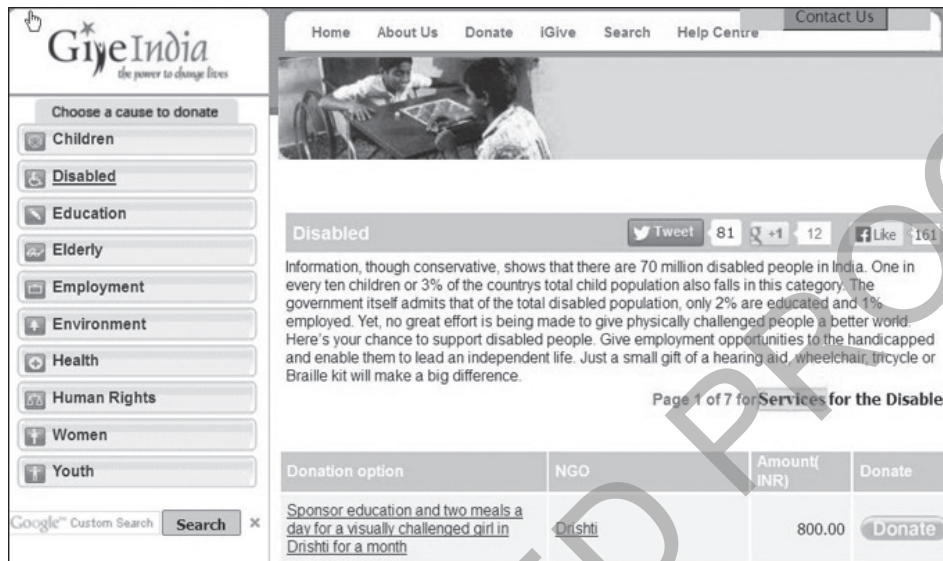 GiveIndia
the power to change lives
Home About Us Donate iGive Search Help Centre
Contact Us
Choose a cause to donate
Children
Disabled
Education
Elderly
Employment
Environment
Health
Human Rights
Women
Youth
Google™ Custom Search Search ×
Disabled Tweet 81 g +1 12 Like 161
Information, though conservative, shows that there are 70 million disabled people in India. One in
every ten children or 3% of the countrys total child population also falls in this category. The
government itself admits that of the total disabled population, only 2% are educated and 1%
employed. Yet, no great effort is being made to give physically challenged people a better world.
Here's your chance to support disabled people. Give employment opportunities to the handicapped
and enable them to lead an independent life. Just a small gift of a hearing aid, wheelchair, tricycle or
Braille kit will make a big difference.
Page 1 of 7 for Services for the Disable
Donation option NGO Amount( INR) Donate
Sponsor education and two meals a
day for a visually challenged girl in
Drishti for a month
Drishti 800.00 Donate